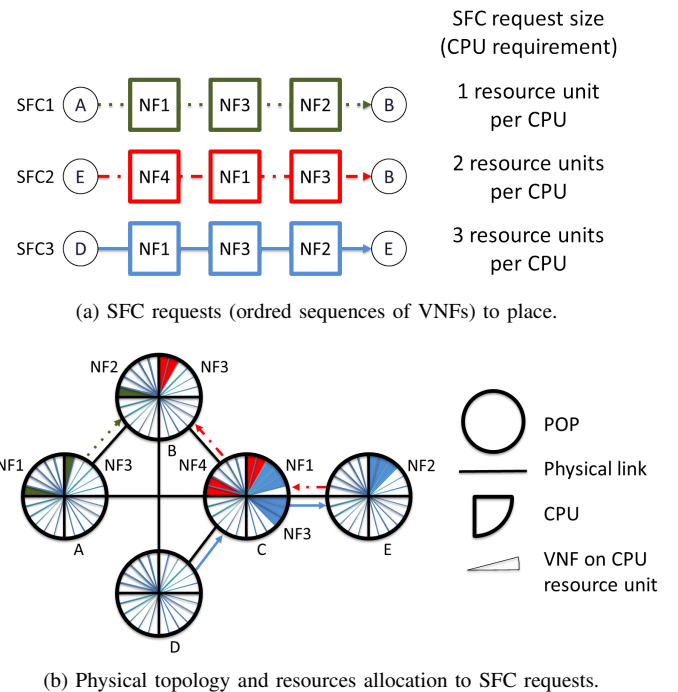 SFC request size
(CPU requirement)
SFC1 A NF1 NF3 NF2 B 1 resource unit
per CPU
SFC2 E NF4 NF1 NF3 B 2 resource units
per CPU
SFC3 D NF1 NF3 NF2 E 3 resource units
per CPU
(a) SFC requests (ordred sequences of VNFs) to place.
NF2 NF3
B
POP
NF1 NF3 NF4 NF1 NF2
Physical link
CPU
NF3
A C E
VNF on CPU
resource unit
D
(b) Physical topology and resources allocation to SFC requests.